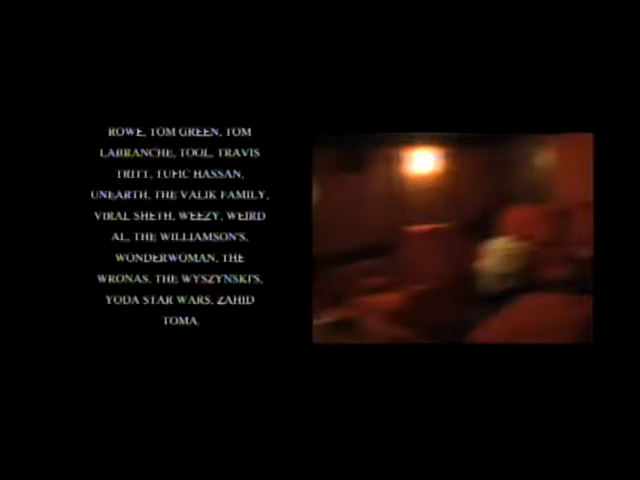 ROWE, TOM GREEN, TOM
LABRANCHE, TOOL, TRAVIS
TRITT, TUFIC HASSAN,
UNEARTH, THE VALIK FAMILY,
VIRAL SHETH, WEEZY, WEIRD
AL, THE WILLIAMSON'S,
WONDERWOMAN, THE
WRONAS, THE WYSZYNSKI'S,
YODA STAR WARS, ZAHID
TOMA,